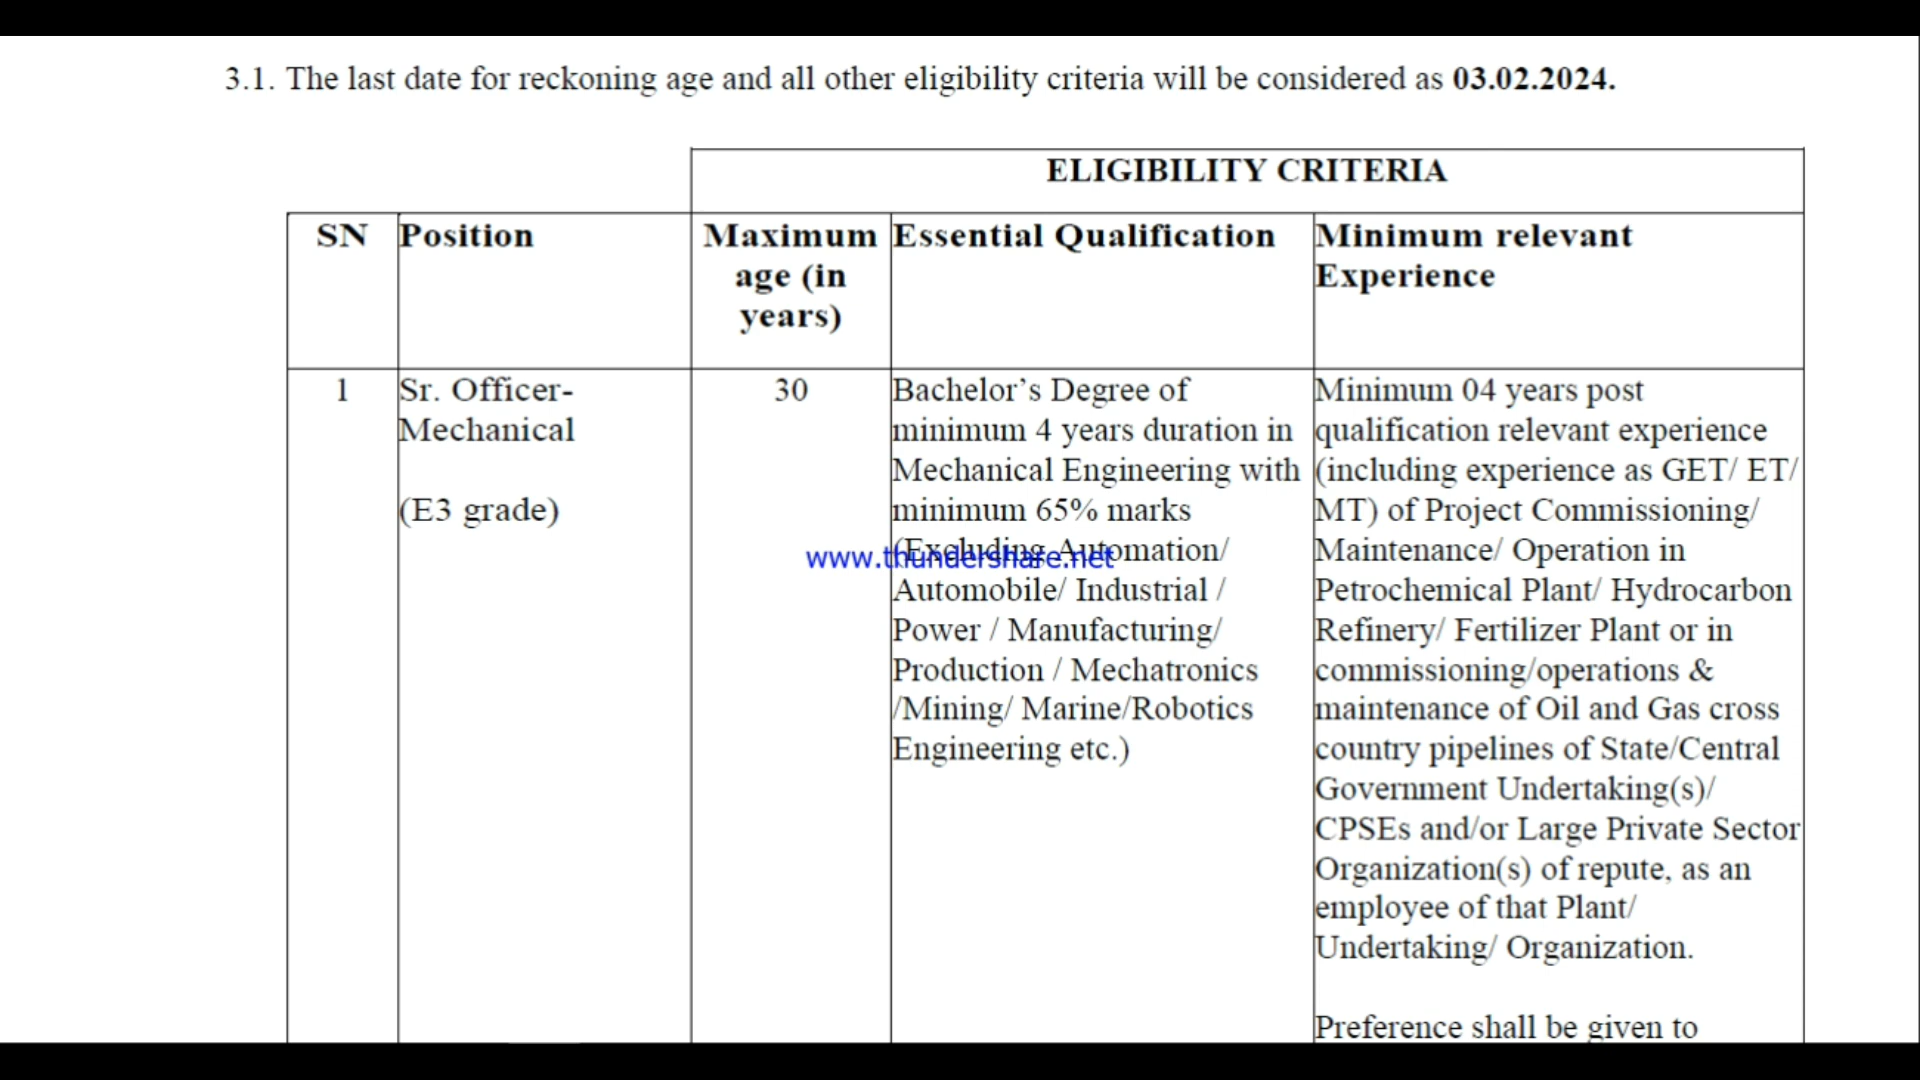 3.1. The last date for reckoning age and all other eligibility criteria will be considered as 03.02.2024.
ELIGIBILITY CRITERIA
SN
Position
Maximum
age (in
years)
Essential Qualification
Minimum relevant
Experience
1
Sr. Officer-
Mechanical
(E3 grade)
30
Bachelor’s Degree of
minimum 4 years duration in
Mechanical Engineering with
minimum 65% marks
(Excluding Automation/
Automobile/ Industrial /
Power / Manufacturing/
Production / Mechatronics
/Mining/ Marine/Robotics
Engineering etc.)
Minimum 04 years post
qualification relevant experience
(including experience as GET/ ET/
MT) of Project Commissioning/
Maintenance/ Operation in
Petrochemical Plant/ Hydrocarbon
Refinery/ Fertilizer Plant or in
commissioning/operations &
maintenance of Oil and Gas cross
country pipelines of State/Central
Government Undertaking(s)/
CPSEs and/or Large Private Sector
Organization(s) of repute, as an
employee of that Plant/
Undertaking/ Organization.
Preference shall be given to
www.thundershare.net